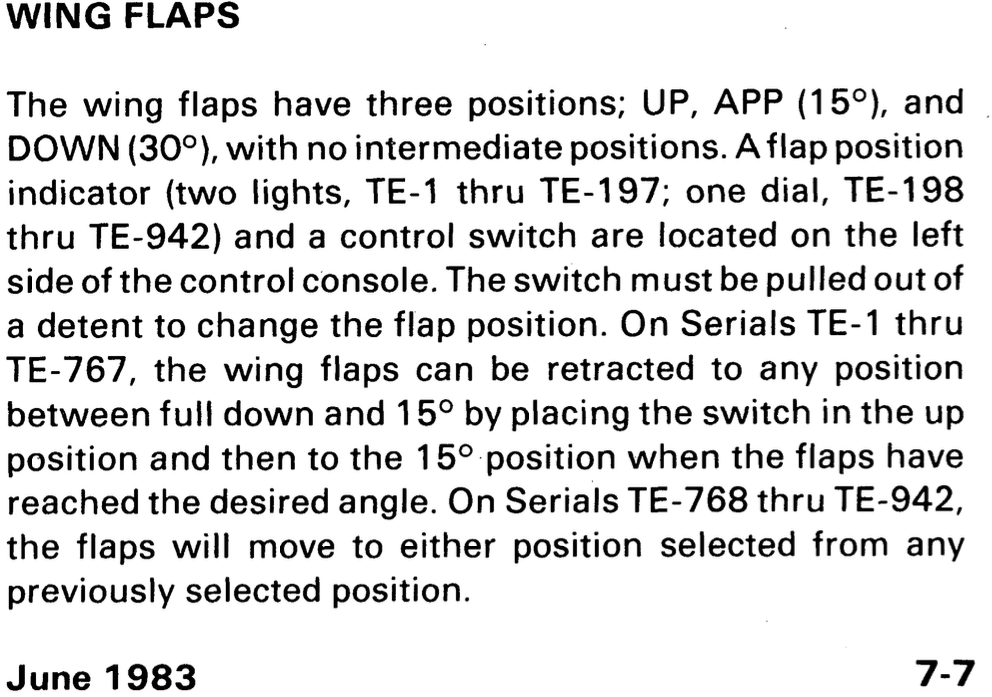 WING FLAPS
The wing flaps have three positions; UP, APP (15º), and
DOWN (30º), with no intermediate positions. A flap position
indicator (two lights, TE-1 thru TE-197; one dial, TE-198
thru TE-942) and a control switch are located on the left
side of the control console. The switch must be pulled out of
a detent to change the flap position. On Serials TE-1 thru
TE-767, the wing flaps can be retracted to any position
between full down and 15º by placing the switch in the up
position and then to the 15º position when the flaps have
reached the desired angle. On Serials TE-768 thru TE-942,
the flaps will move to either position selected from any
previously selected position.
June 1983
7-7